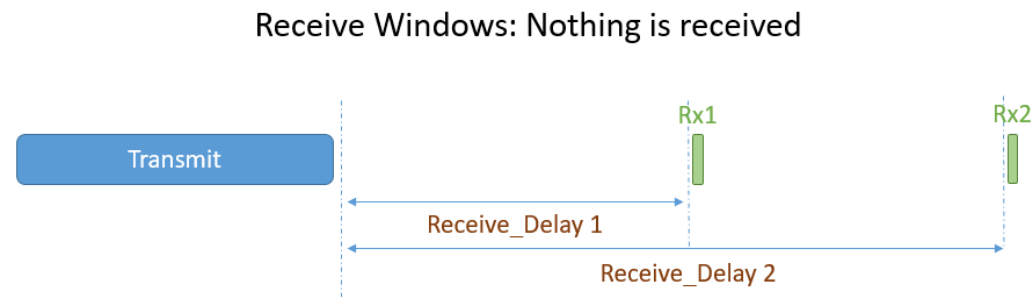 Receive Windows: Nothing is received
Rx1
Rx2
Transmit
Receive_Delay 1
Receive_Delay 2